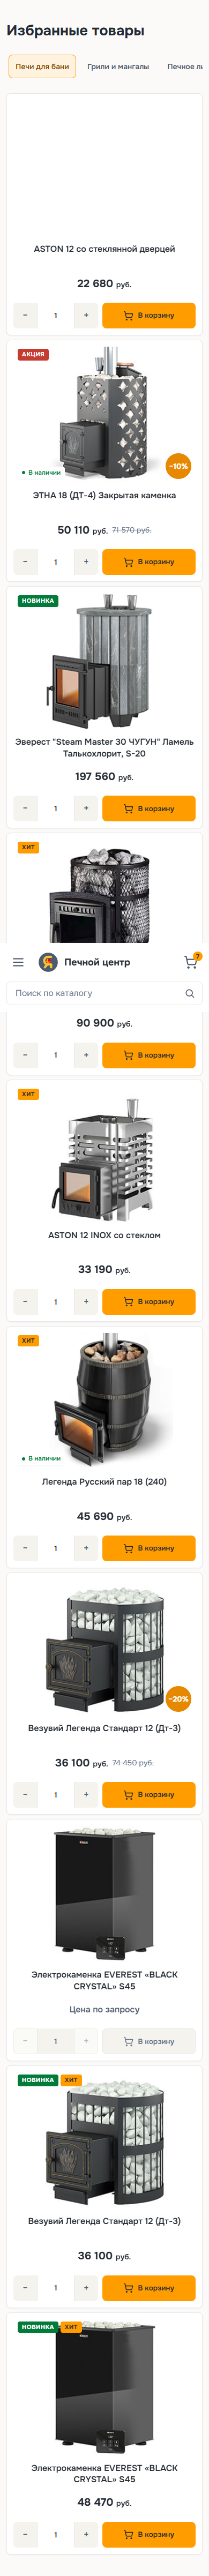 Избранные товары
Печи для бани
Грили и мангалы
Печное ли
ASTON 12 со стеклянной дверцей
22 680 руб.
−
1
+
В корзину
АКЦИЯ
В наличии
−10%
ЭТНА 18 (ДТ-4) Закрытая каменка
50 110 руб. 71 570 руб.
−
1
+
В корзину
НОВИНКА
Эверест "Steam Master 30 ЧУГУН" Ламель
Талькохлорит, S-20
197 560 руб.
−
1
+
В корзину
ХИТ
Печной центр
7
Поиск по каталогу
90 900 руб.
−
1
+
В корзину
ХИТ
ASTON 12 INOX со стеклом
33 190 руб.
−
1
+
В корзину
ХИТ
В наличии
Легенда Русский пар 18 (240)
45 690 руб.
−
1
+
В корзину
−20%
Везувий Легенда Стандарт 12 (Дт-3)
36 100 руб. 74 450 руб.
−
1
+
В корзину
Электрокаменка EVEREST «BLACK
CRYSTAL» S45
Цена по запросу
−
1
+
В корзину
НОВИНКА
ХИТ
Везувий Легенда Стандарт 12 (Дт-3)
36 100 руб.
−
1
+
В корзину
НОВИНКА
ХИТ
Электрокаменка EVEREST «BLACK
CRYSTAL» S45
48 470 руб.
−
1
+
В корзину